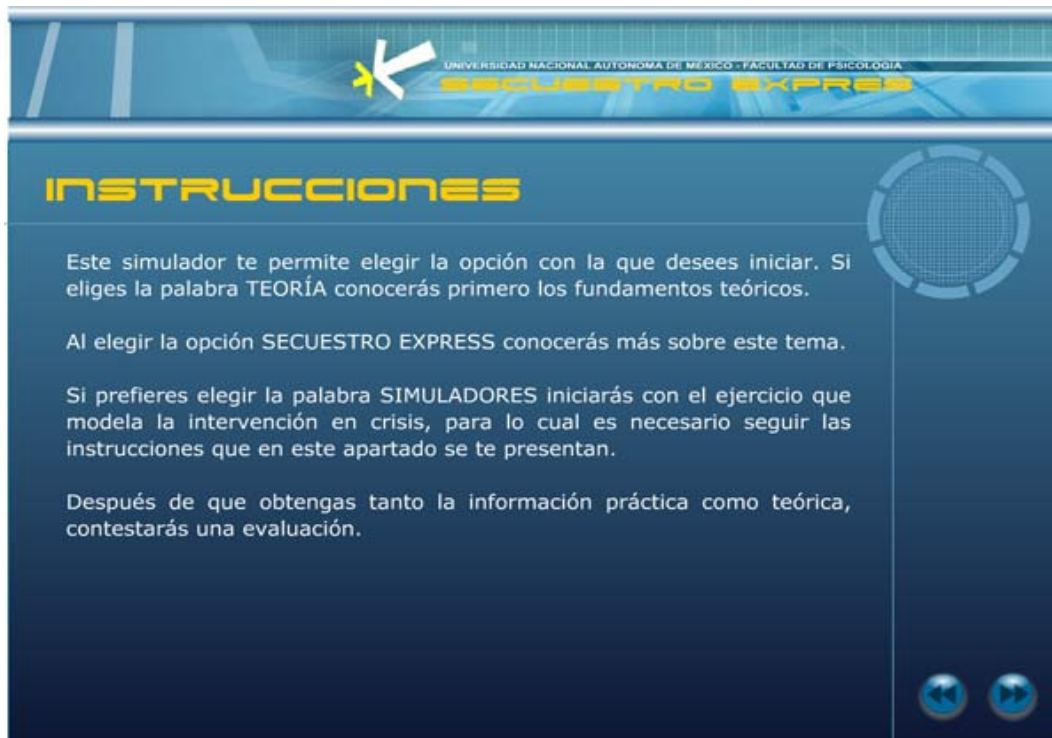 UNIVERSIDAD NACIONAL AUTONOMA DE MÉXICO - FACULTAD DE PSICOLOGÍA
SECUESTRO EXPRES
INSTRUCCIONES
Este simulador te permite elegir la opción con la que desees iniciar. Si
eliges la palabra TEORÍA conocerás primero los fundamentos teóricos.
Al elegir la opción SECUESTRO EXPRESS conocerás más sobre este tema.
Si prefieres elegir la palabra SIMULADORES iniciarás con el ejercicio que
modela la intervención en crisis, para lo cual es necesario seguir las
instrucciones que en este apartado se te presentan.
Después de que obtengas tanto la información práctica como teórica,
contestarás una evaluación.